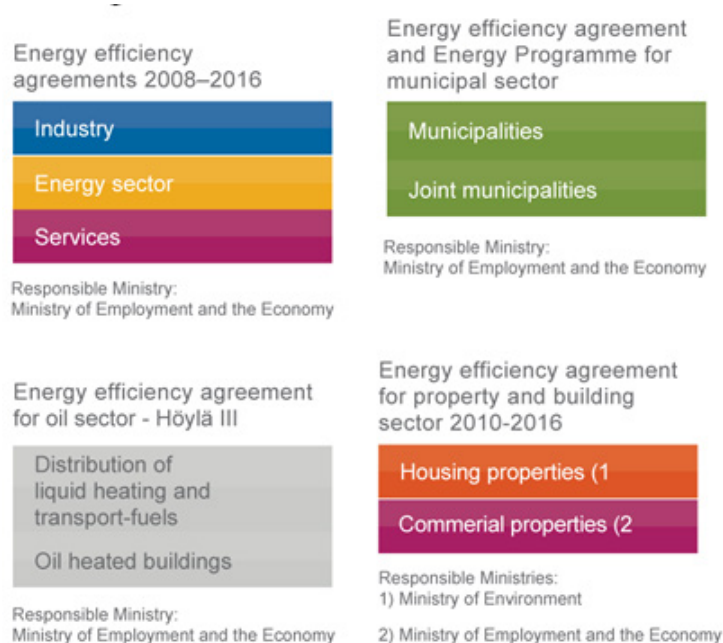 Energy efficiency
agreements 2008–2016
Industry
Energy sector
Services
Responsible Ministry:
Ministry of Employment and the Economy
Energy efficiency agreement
and Energy Programme for
municipal sector
Municipalities
Joint municipalities
Responsible Ministry:
Ministry of Employment and the Economy
Energy efficiency agreement
for oil sector - Höylä III
Distribution of
liquid heating and
transport-fuels
Oil heated buildings
Responsible Ministry:
Ministry of Employment and the Economy
Energy efficiency agreement
for property and building
sector 2010-2016
Housing properties (1
Commerial properties (2
Responsible Ministries:
1) Ministry of Environment
2) Ministry of Employment and the Economy